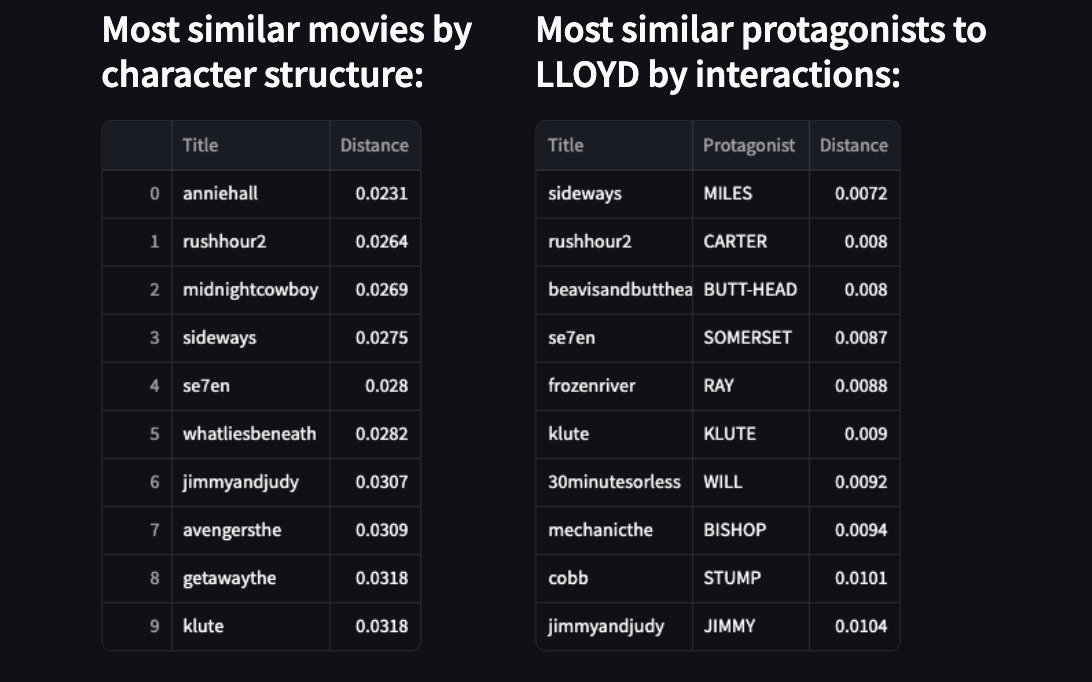 Most similar movies by
character structure:
Title Distance
0 anniehall 0.0231
1 rushhour2 0.0264
2 midnightcowboy 0.0269
3 sideways 0.0275
4 se7en 0.028
5 whatliesbeneath 0.0282
6 jimmyandjudy 0.0307
7 avengersthe 0.0309
8 getawaythe 0.0318
9 klute 0.0318
Most similar protagonists to
LLOYD by interactions:
Title Protagonist Distance
sideways MILES 0.0072
rushhour2 CARTER 0.008
beavisandbutthea BUTT-HEAD 0.008
se7en SOMERSET 0.0087
frozenriver RAY 0.0088
klute KLUTE 0.009
30minutesorless WILL 0.0092
mechanicthe BISHOP 0.0094
cobb STUMP 0.0101
jimmyandjudy JIMMY 0.0104